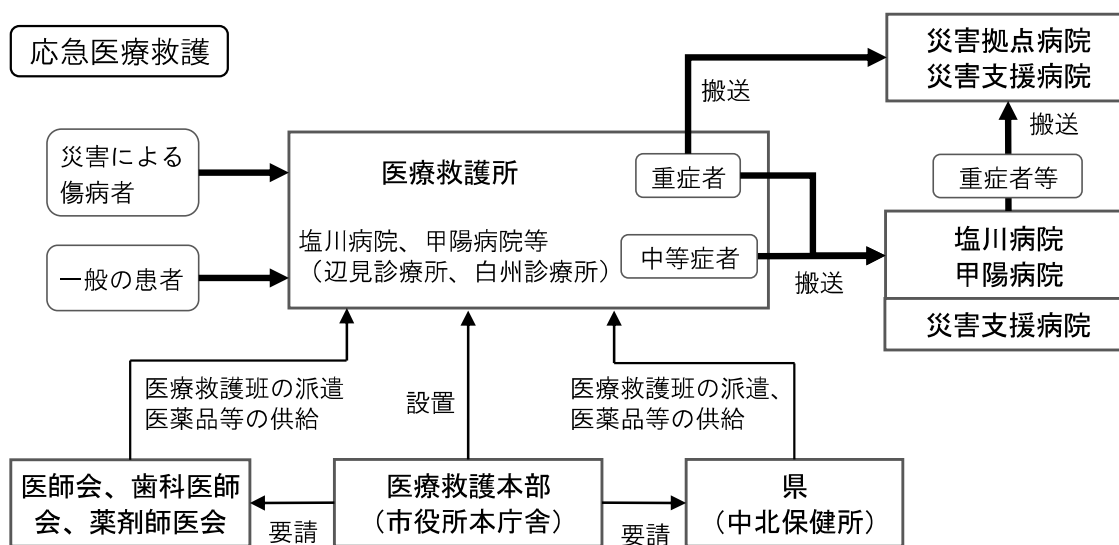 応急医療救護
災害拠点病院
災害支援病院
搬送
搬送
災害による
傷病者
医療救護所
重症者
重症者等
一般の患者
塩川病院、甲陽病院等
（辺見診療所、白州診療所）
中等症者
搬送
塩川病院
甲陽病院
災害支援病院
医療救護班の派遣
医薬品等の供給
設置
医療救護班の派遣、
医薬品等の供給
医師会、歯科医師
会、薬剤師医会
要請
医療救護本部
（市役所本庁舎）
要請
県
（中北保健所）